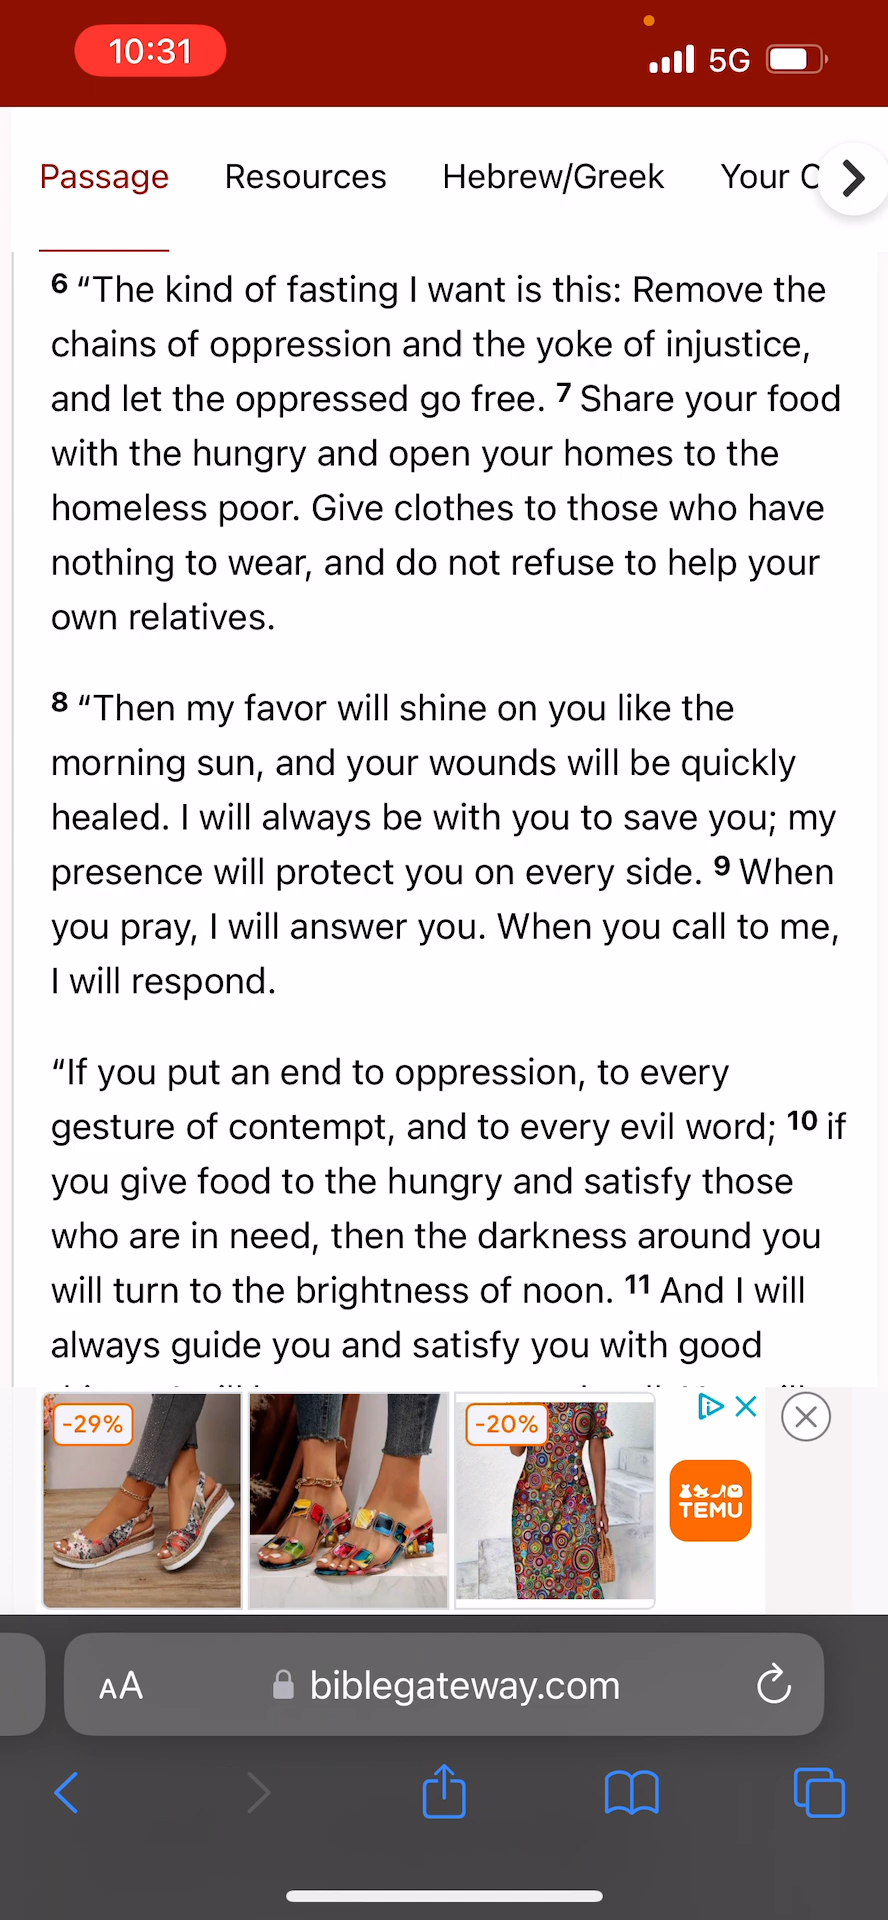 10:31
5G
Passage Resources Hebrew/Greek Your C
6 “The kind of fasting I want is this: Remove the
chains of oppression and the yoke of injustice,
and let the oppressed go free. 7 Share your food
with the hungry and open your homes to the
homeless poor. Give clothes to those who have
nothing to wear, and do not refuse to help your
own relatives.
8 “Then my favor will shine on you like the
morning sun, and your wounds will be quickly
healed. I will always be with you to save you; my
presence will protect you on every side. 9 When
you pray, I will answer you. When you call to me,
I will respond.
“If you put an end to oppression, to every
gesture of contempt, and to every evil word; 10 if
you give food to the hungry and satisfy those
who are in need, then the darkness around you
will turn to the brightness of noon. 11 And I will
always guide you and satisfy you with good
-29%
-20%
TEMU
AA
biblegateway.com